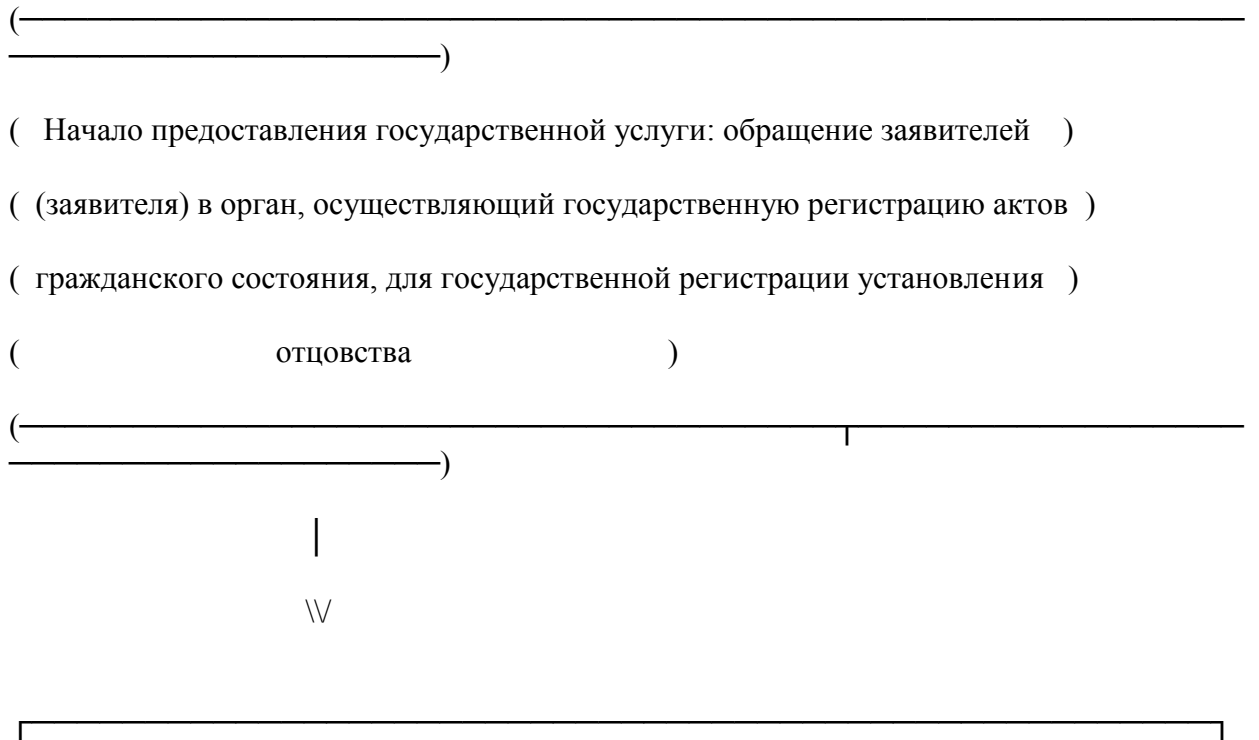 ( Начало предоставления государственной услуги: обращение заявителей )
( (заявителя) в орган, осуществляющий государственную регистрацию актов )
( гражданского состояния, для государственной регистрации установления )
( отцовства )